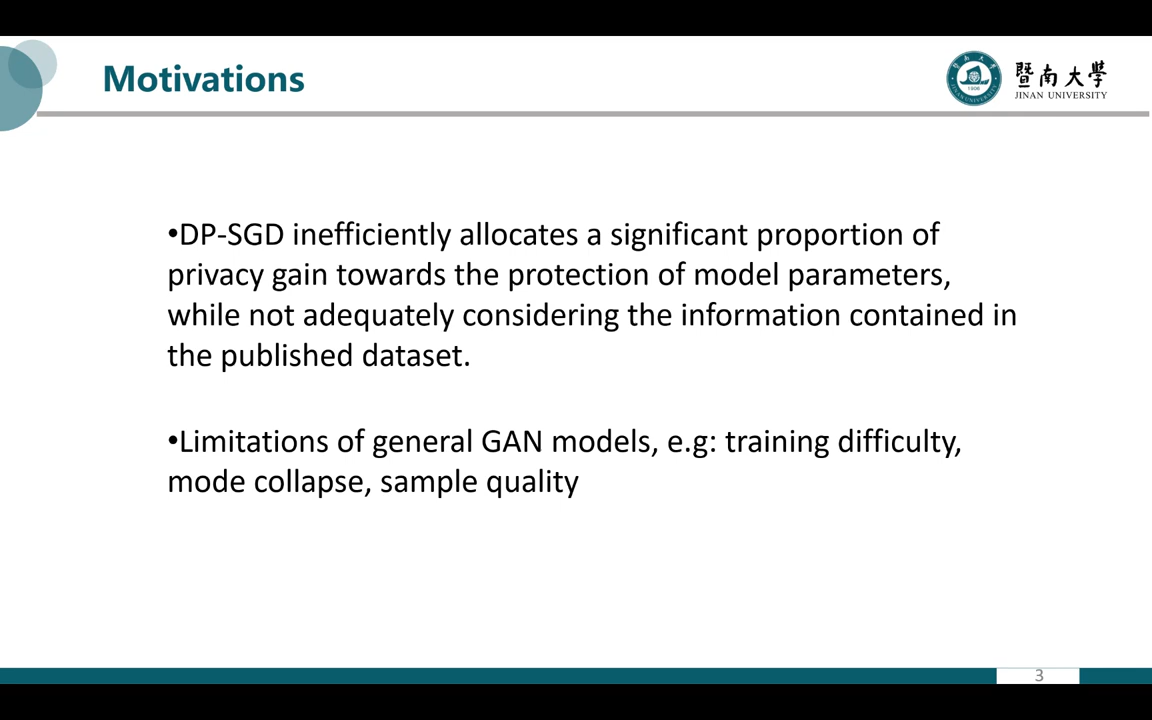 Motivations
暨南大學
JINAN UNIVERSITY
•DP-SGD inefficiently allocates a significant proportion of
privacy gain towards the protection of model parameters,
while not adequately considering the information contained in
the published dataset.
•Limitations of general GAN models, e.g: training difficulty,
mode collapse, sample quality
3